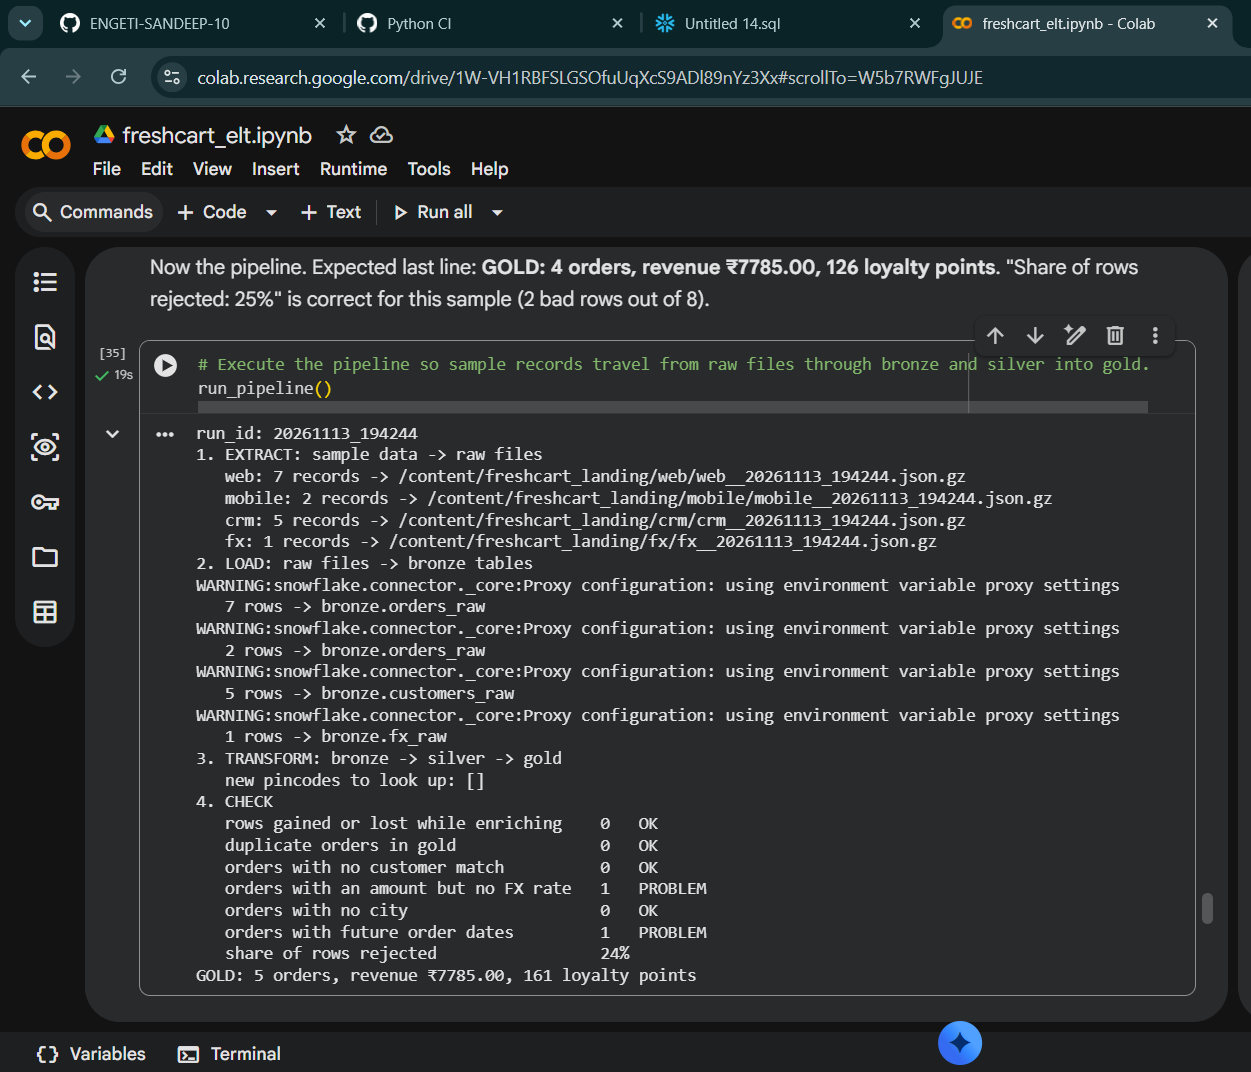 ENGETI-SANDEEP-10
Python CI
Untitled 14.sql
freshcart_elt.ipynb - Colab
colab.research.google.com/drive/1W-VH1RBFSLGSOfuUqXcS9ADl89nYz3Xx#scrollTo=W5b7RWFgJUJE
freshcart_elt.ipynb
File Edit View Insert Runtime Tools Help
Commands + Code + Text Run all
Now the pipeline. Expected last line: GOLD: 4 orders, revenue ₹7785.00, 126 loyalty points. "Share of rows
rejected: 25%" is correct for this sample (2 bad rows out of 8).
[35]
19s
# Execute the pipeline so sample records travel from raw files through bronze and silver into gold.
run_pipeline()
run_id: 20261113_194244
1. EXTRACT: sample data -> raw files
web: 7 records -> /content/freshcart_landing/web/web__20261113_194244.json.gz
mobile: 2 records -> /content/freshcart_landing/mobile/mobile__20261113_194244.json.gz
crm: 5 records -> /content/freshcart_landing/crm/crm__20261113_194244.json.gz
fx: 1 records -> /content/freshcart_landing/fx/fx__20261113_194244.json.gz
2. LOAD: raw files -> bronze tables
WARNING:snowflake.connector._core:Proxy configuration: using environment variable proxy settings
7 rows -> bronze.orders_raw
WARNING:snowflake.connector._core:Proxy configuration: using environment variable proxy settings
2 rows -> bronze.orders_raw
WARNING:snowflake.connector._core:Proxy configuration: using environment variable proxy settings
5 rows -> bronze.customers_raw
WARNING:snowflake.connector._core:Proxy configuration: using environment variable proxy settings
1 rows -> bronze.fx_raw
3. TRANSFORM: bronze -> silver -> gold
new pincodes to look up: []
4. CHECK
rows gained or lost while enriching 0 OK
duplicate orders in gold 0 OK
orders with no customer match 0 OK
orders with an amount but no FX rate 1 PROBLEM
orders with no city 0 OK
orders with future order dates 1 PROBLEM
share of rows rejected 24%
GOLD: 5 orders, revenue ₹7785.00, 161 loyalty points
Variables Terminal